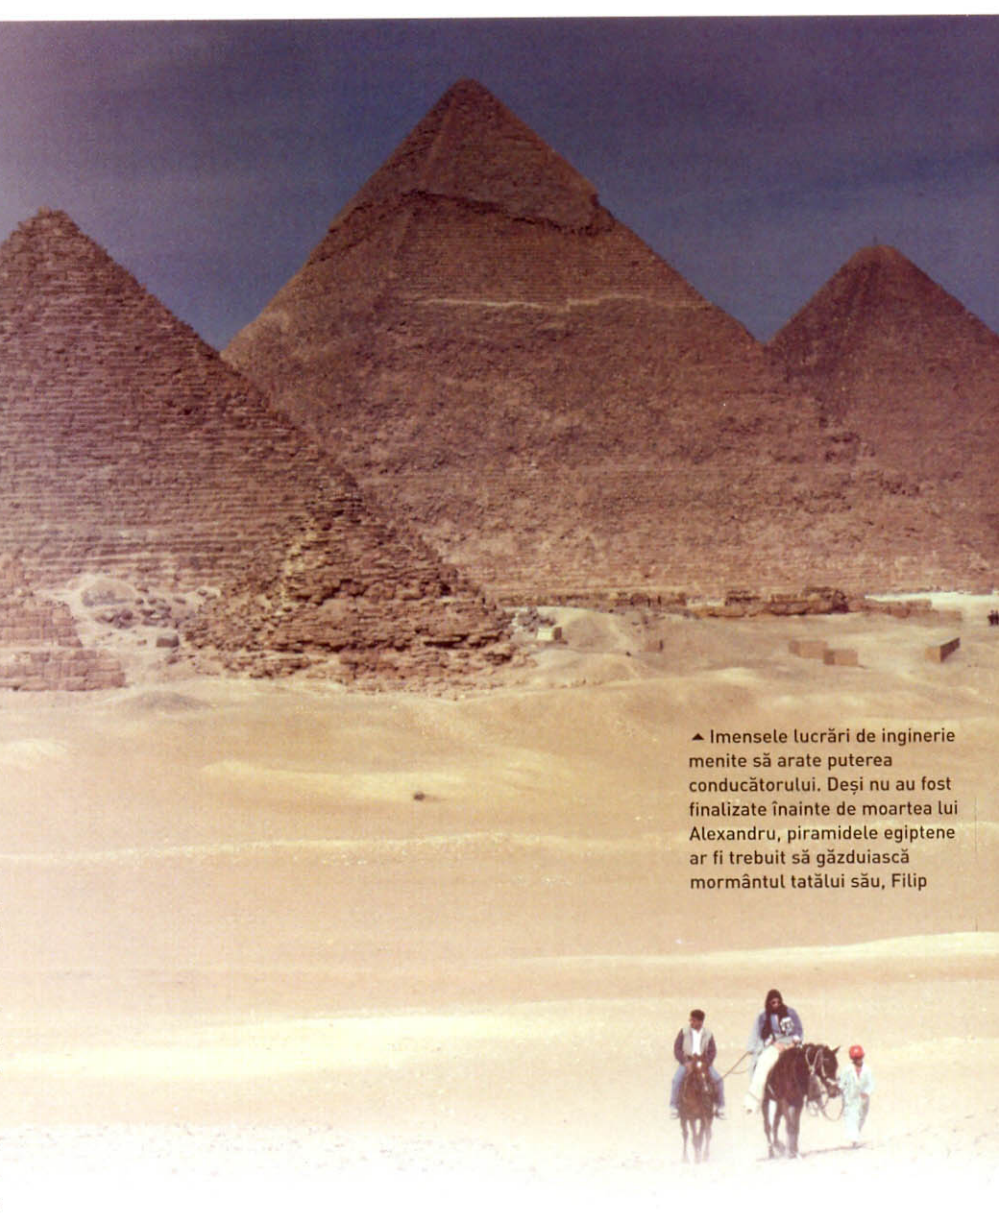 ▲ Imensele lucrări de inginerie
menite să arate puterea
conducătorului. Deși nu au fost
finalizate înainte de moartea lui
Alexandru, piramidele egiptene
ar fi trebuit să găzduiască
mormântul tatălui său, Filip